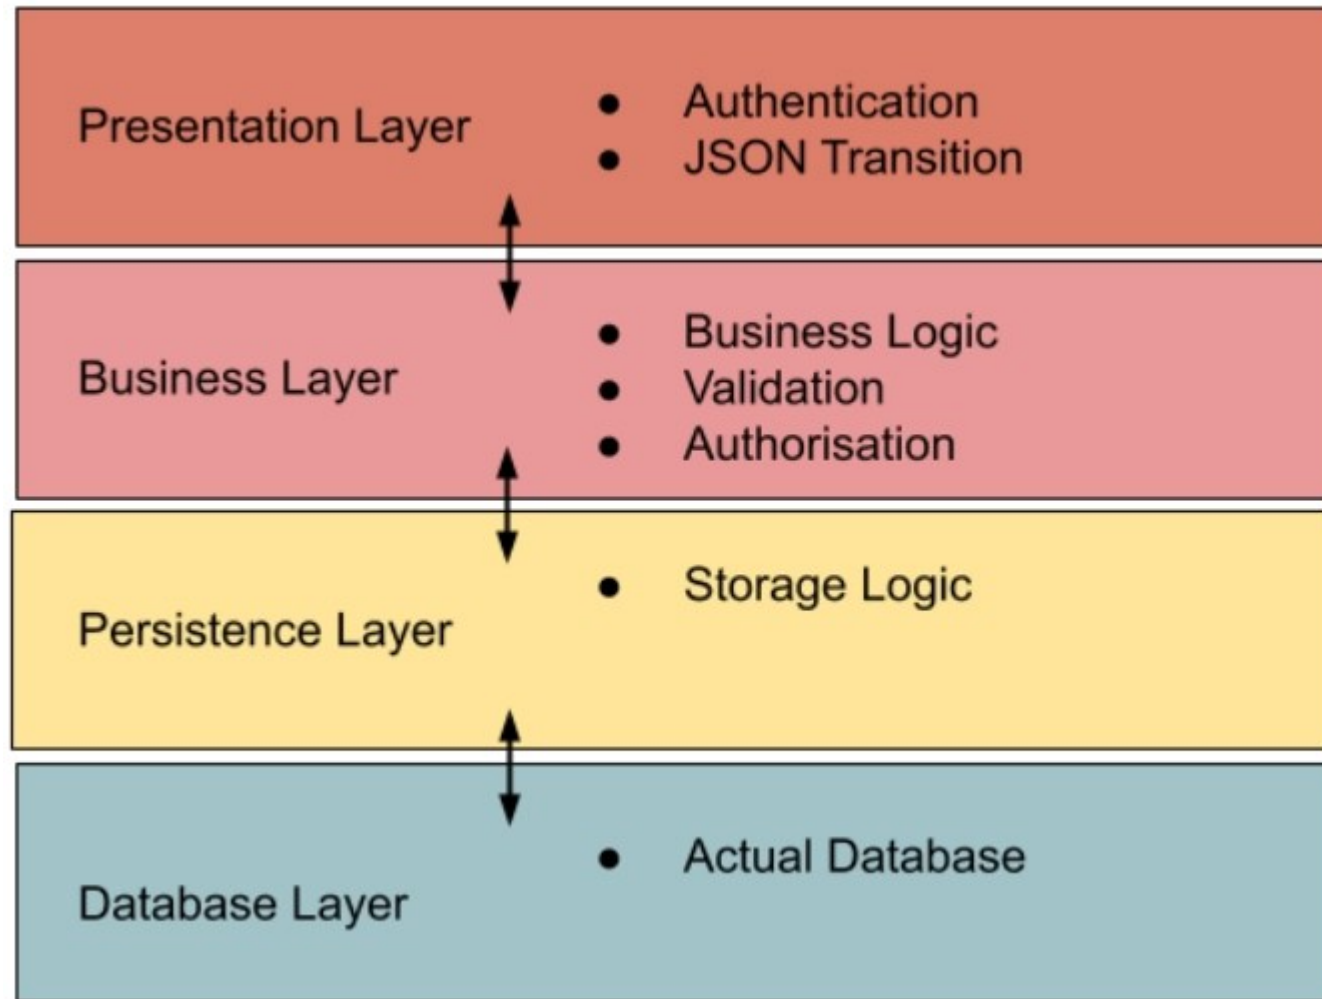 Presentation Layer
• Authentication
• JSON Transition
Business Layer
• Business Logic
• Validation
• Authorisation
Persistence Layer
• Storage Logic
Database Layer
• Actual Database